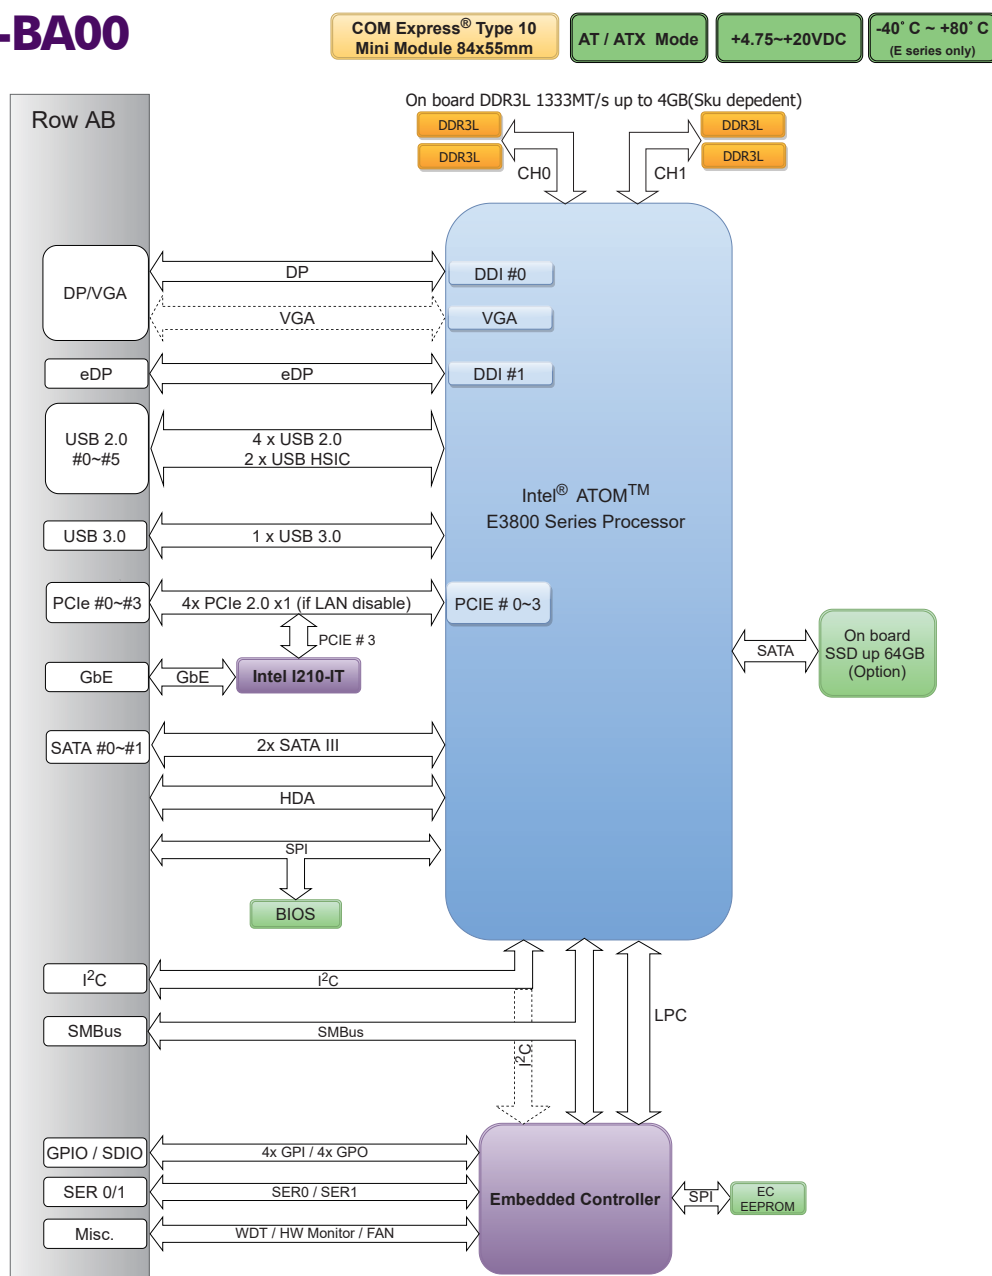 -BA00
COM Express® Type 10
Mini Module 84x55mm
AT / ATX Mode
+4.75~+20VDC
-40˚ C ~ +80˚ C
(E series only)
Row AB
On board DDR3L 1333MT/s up to 4GB(Sku depedent)
DDR3L
DDR3L
DDR3L
DDR3L
CH0
CH1
DP/VGA
DP
DDI #0
VGA
VGA
eDP
eDP
DDI #1
USB 2.0
#0~#5
4 x USB 2.0
2 x USB HSIC
Intel® ATOM™
E3800 Series Processor
USB 3.0
1 x USB 3.0
PCIe #0~#3
4x PCIe 2.0 x1 (if LAN disable)
PCIE # 0~3
PCIE # 3
GbE
GbE
Intel I210-IT
SATA
On board
SSD up 64GB
(Option)
SATA #0~#1
2x SATA III
HDA
SPI
BIOS
I²C
I²C
SMBus
SMBus
I²C
LPC
GPIO / SDIO
4x GPI / 4x GPO
SER 0/1
SER0 / SER1
Embedded Controller
SPI
EC
EEPROM
Misc.
WDT / HW Monitor / FAN